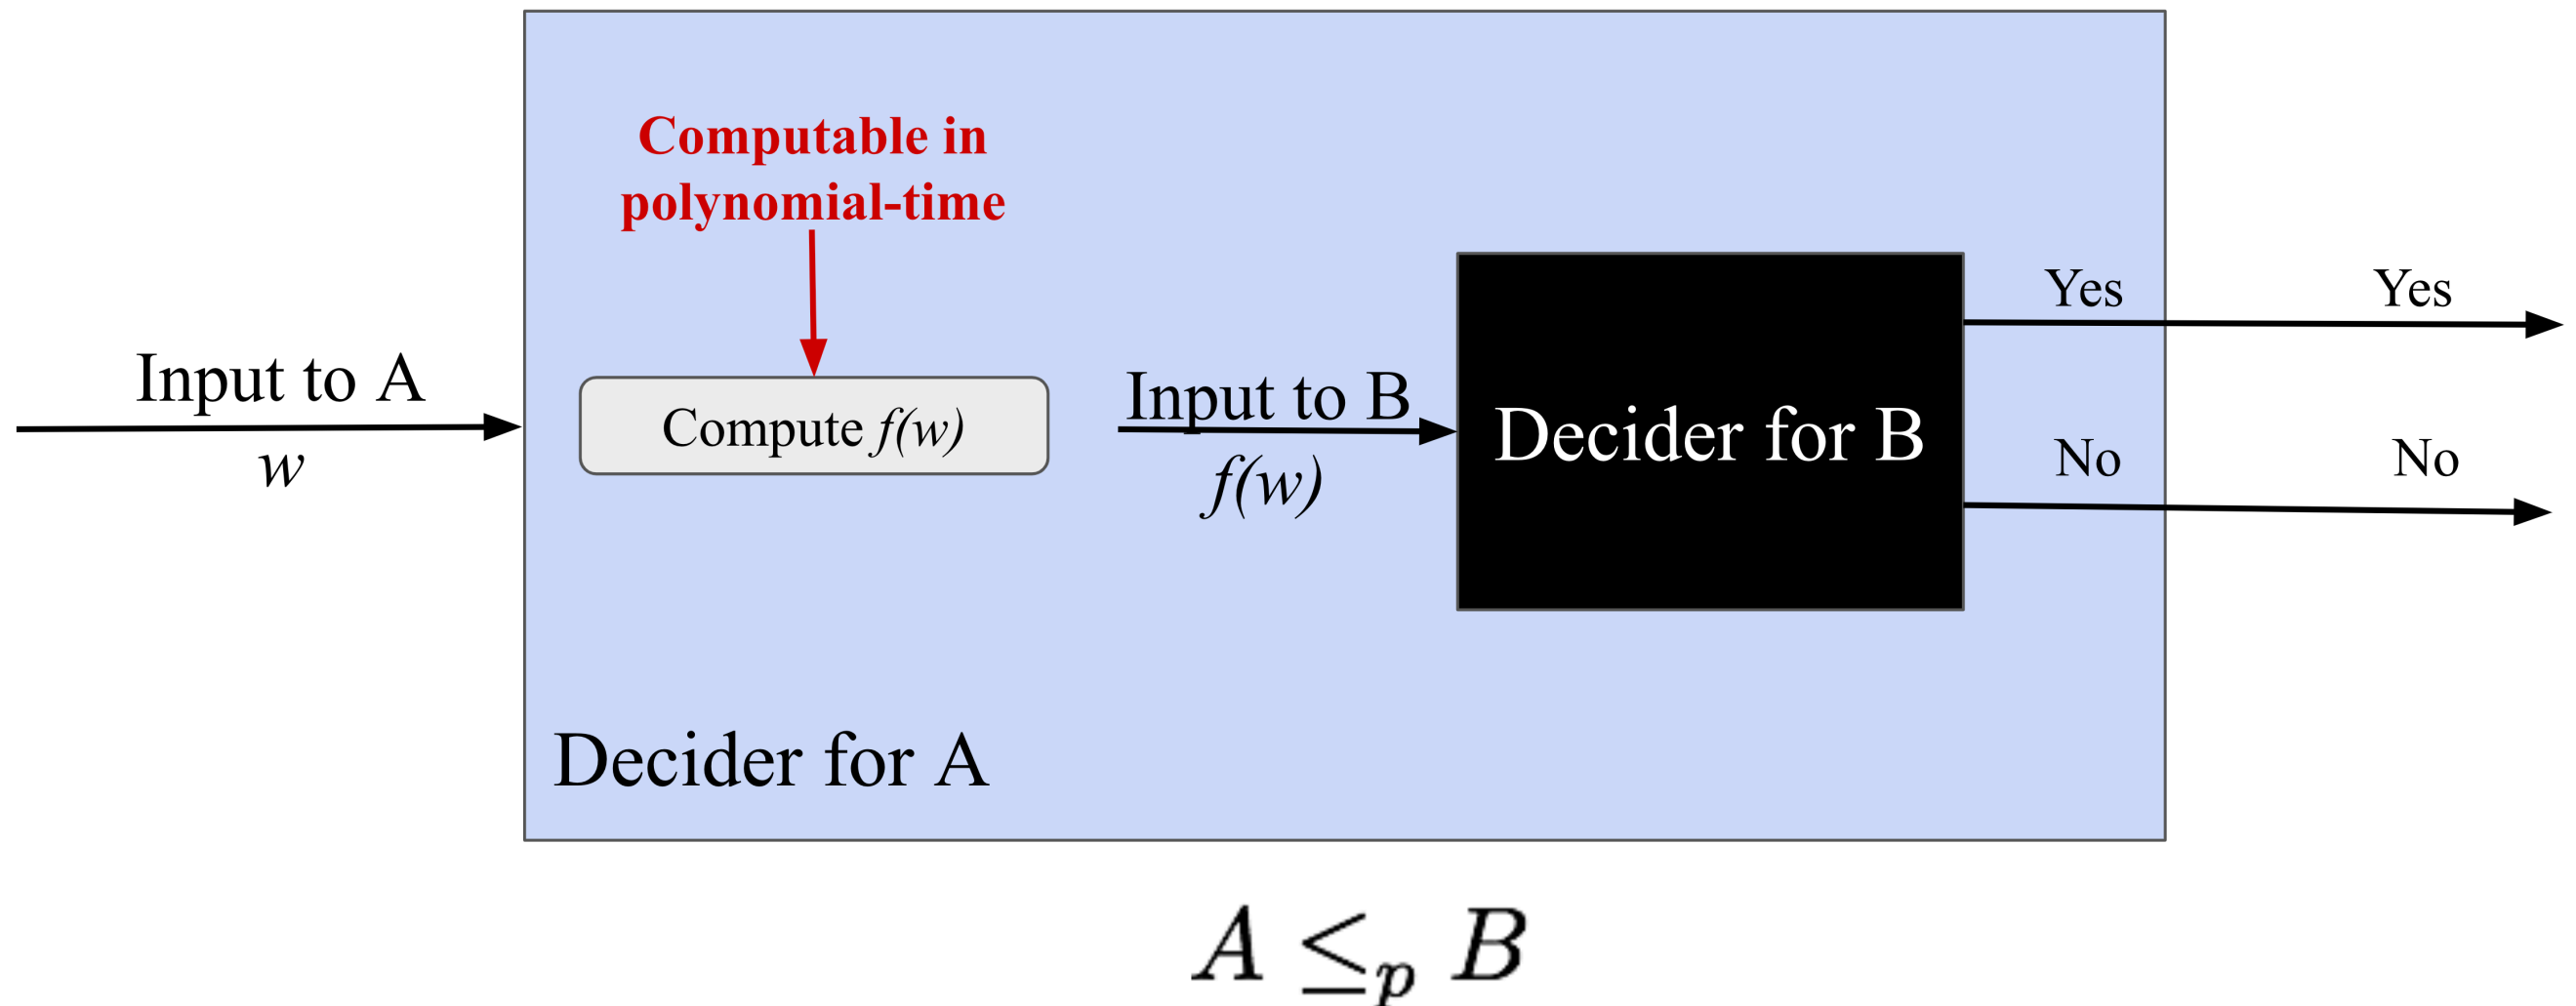 Computable in
polynomial-time
Input to A
w
Compute f(w)
Input to B
f(w)
Decider for B
Yes
Yes
No
No
Decider for A
A ≤p B